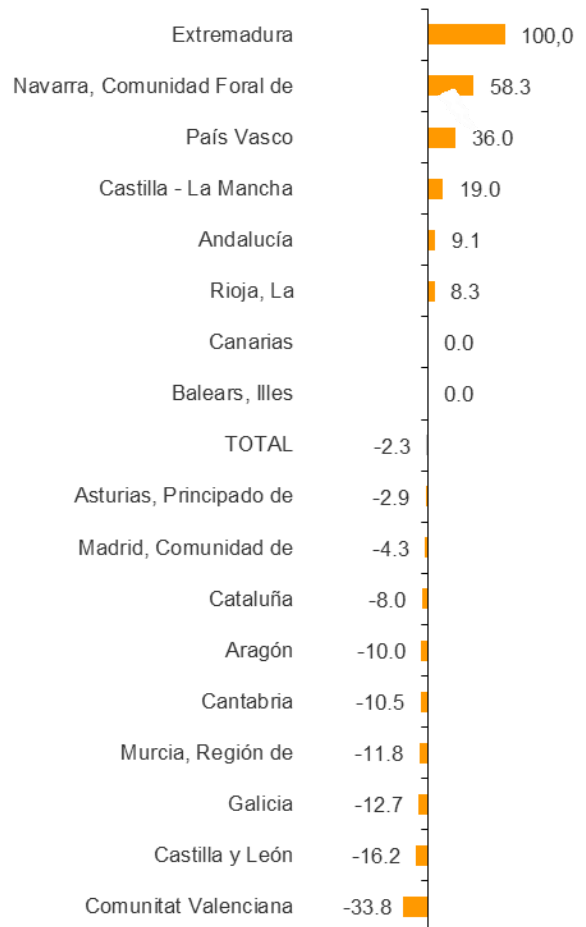 Extremadura 100,0
Navarra, Comunidad Foral de 58.3
País Vasco 36.0
Castilla - La Mancha 19.0
Andalucía 9.1
Rioja, La 8.3
Canarias 0.0
Balears, Illes 0.0
TOTAL -2.3
Asturias, Principado de -2.9
Madrid, Comunidad de -4.3
Cataluña -8.0
Aragón -10.0
Cantabria -10.5
Murcia, Región de -11.8
Galicia -12.7
Castilla y León -16.2
Comunitat Valenciana -33.8